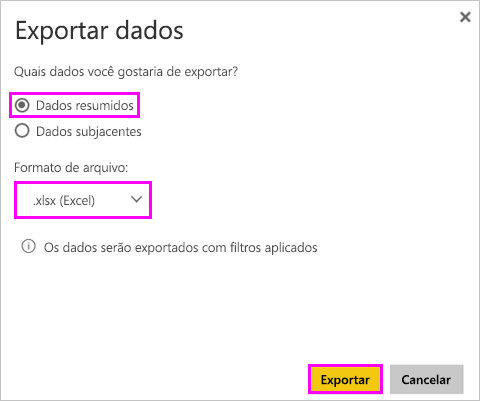 Exportar dados
Quais dados você gostaria de exportar?
Dados resumidos
Dados subjacentes
Formato de arquivo:
.xlsx (Excel)
Os dados serão exportados com filtros aplicados
Exportar
Cancelar